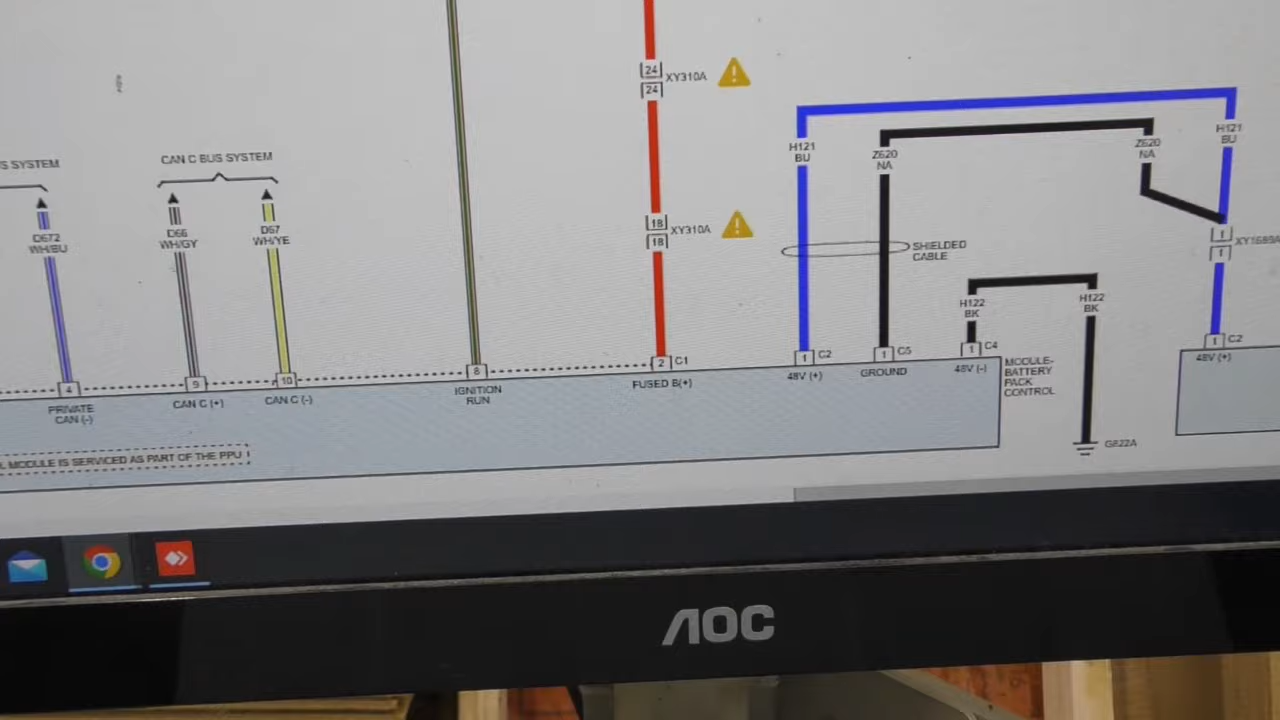 24
24
XY310A
18
18
XY310A
S SYSTEM
CAN C BUS SYSTEM
D672
WH/BU
D66
WH/GY
D67
WH/YE
H121
BU
Z620
NA
Z620
NA
H121
BU
SHIELDED
CABLE
1
1
XY1689A
H122
BK
H122
BK
4
9
10
8
2
C1
1
C2
1
C5
1
C4
1
C2
PRIVATE
CAN (-)
CAN C (+)
CAN C (-)
IGNITION
RUN
FUSED B(+)
48V (+)
GROUND
48V (-)
MODULE-
BATTERY
PACK
CONTROL
48V (+)
G822A
L MODULE IS SERVICED AS PART OF THE PPU
AOC